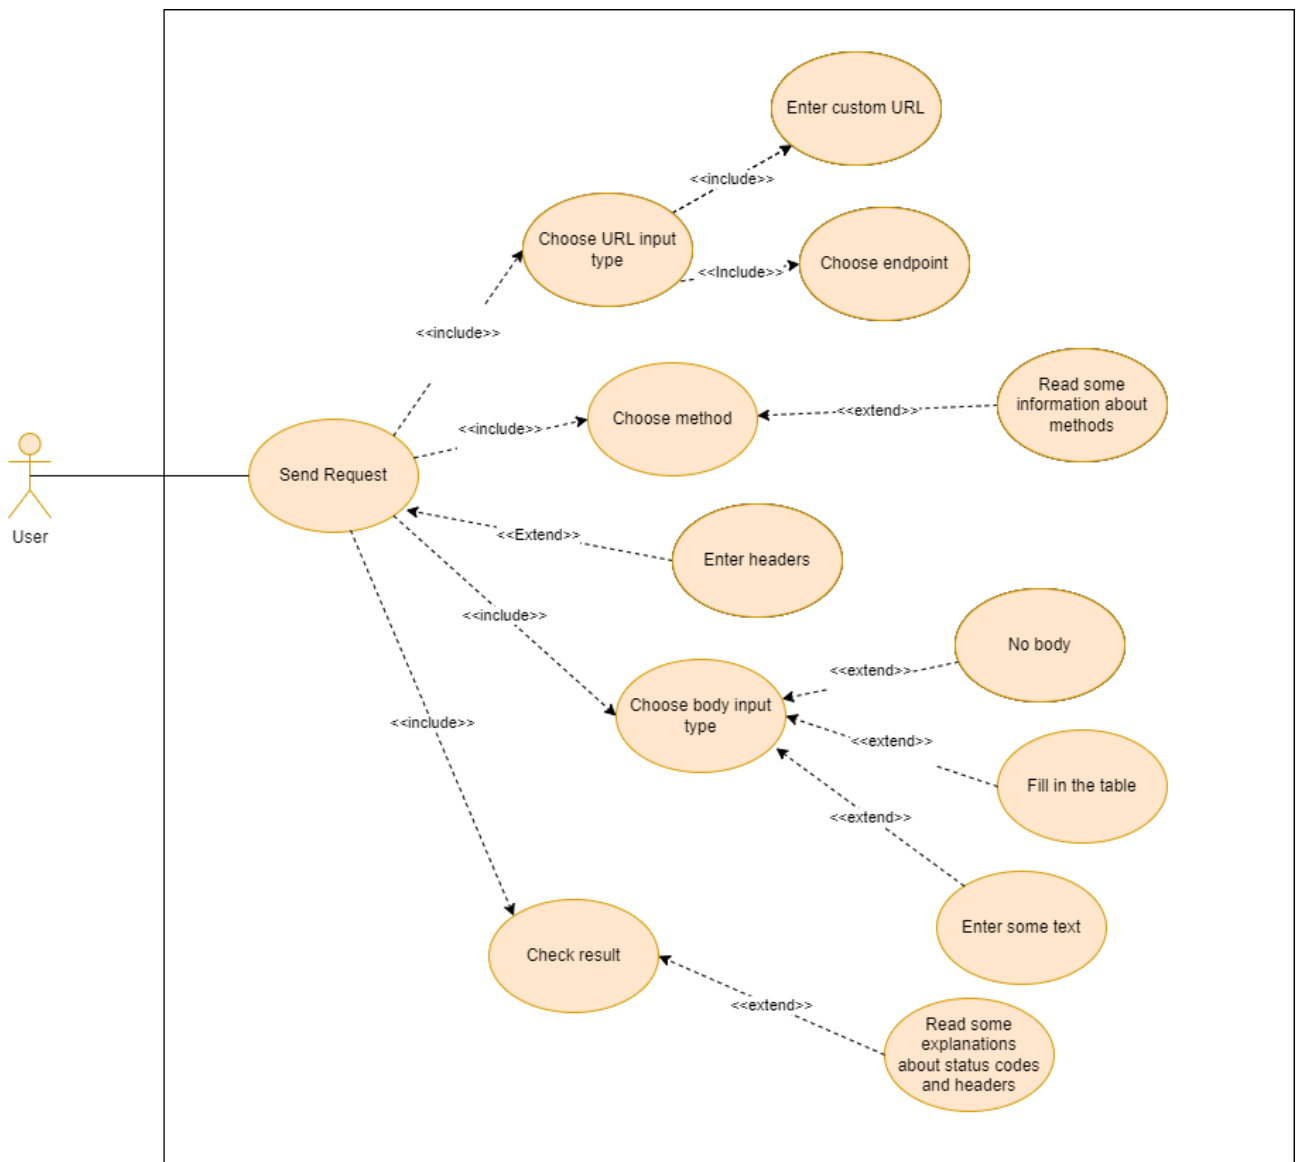 Enter custom URL
<<include>>
Choose URL input
type
<<Include>>
Choose endpoint
<<include>>
Read some
information about
methods
<<extend>>
Choose method
<<include>>
Send Request
User
<<Extend>>
Enter headers
<<include>>
No body
<<extend>>
Choose body input
type
<<include>>
<<extend>>
Fill in the table
<<extend>>
Enter some text
Check result
<<extend>>
Read some
explanations
about status codes
and headers